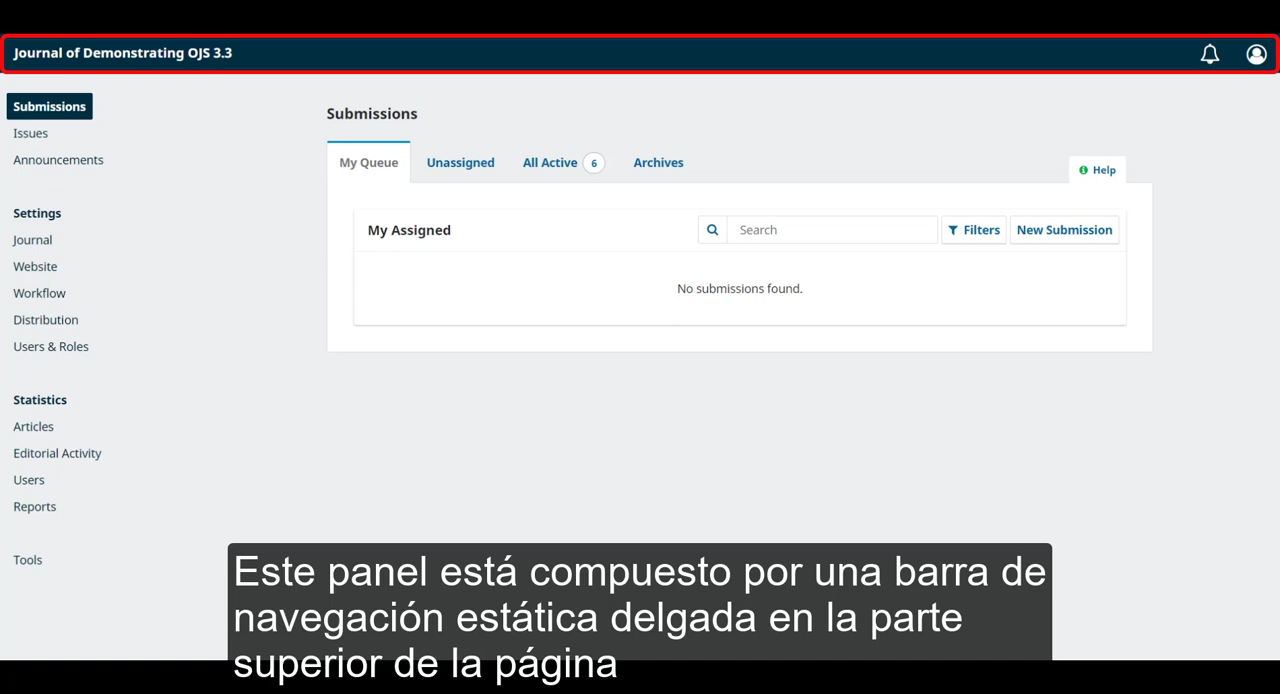 Journal of Demonstrating OJS 3.3
Submissions
Issues
Announcements
Settings
Journal
Website
Workflow
Distribution
Users & Roles
Statistics
Articles
Editorial Activity
Users
Reports
Tools
Submissions
My Queue Unassigned All Active 6 Archives
Help
My Assigned Search Filters New Submission
No submissions found.
Este panel está compuesto por una barra de
navegación estática delgada en la parte
superior de la página